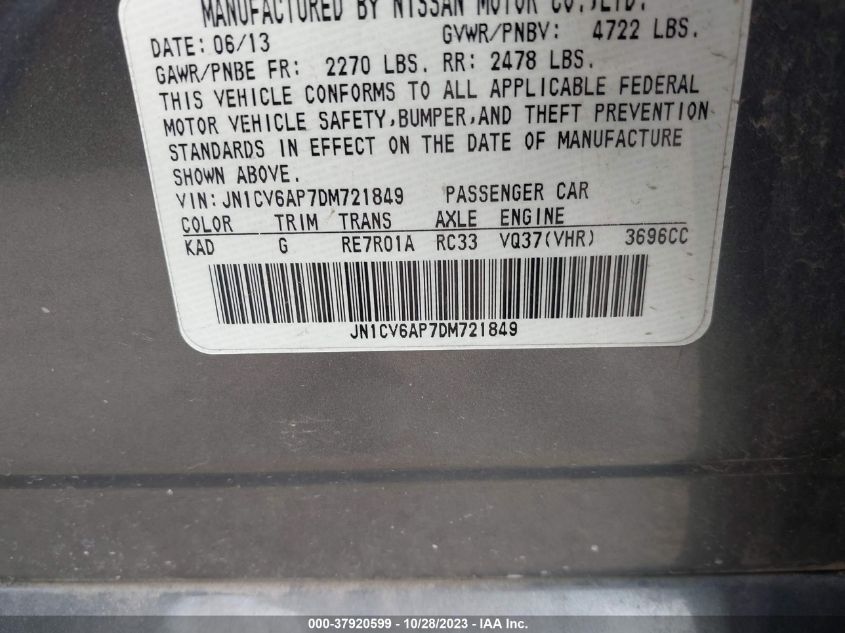 MANUFACTURED BY NISSAN MOTOR CO.,LTD.
DATE: 06/13 GVWR/PNBV: 4722 LBS.
GAWR/PNBE FR: 2270 LBS. RR: 2478 LBS.
THIS VEHICLE CONFORMS TO ALL APPLICABLE FEDERAL
MOTOR VEHICLE SAFETY,BUMPER,AND THEFT PREVENTION
STANDARDS IN EFFECT ON THE DATE OF MANUFACTURE
SHOWN ABOVE.
VIN: JN1CV6AP7DM721849 PASSENGER CAR
COLOR TRIM TRANS AXLE ENGINE
KAD G RE7R01A RC33 VQ37(VHR) 3696CC
JN1CV6AP7DM721849
000-37920599 - 10/28/2023 - IAAI.com